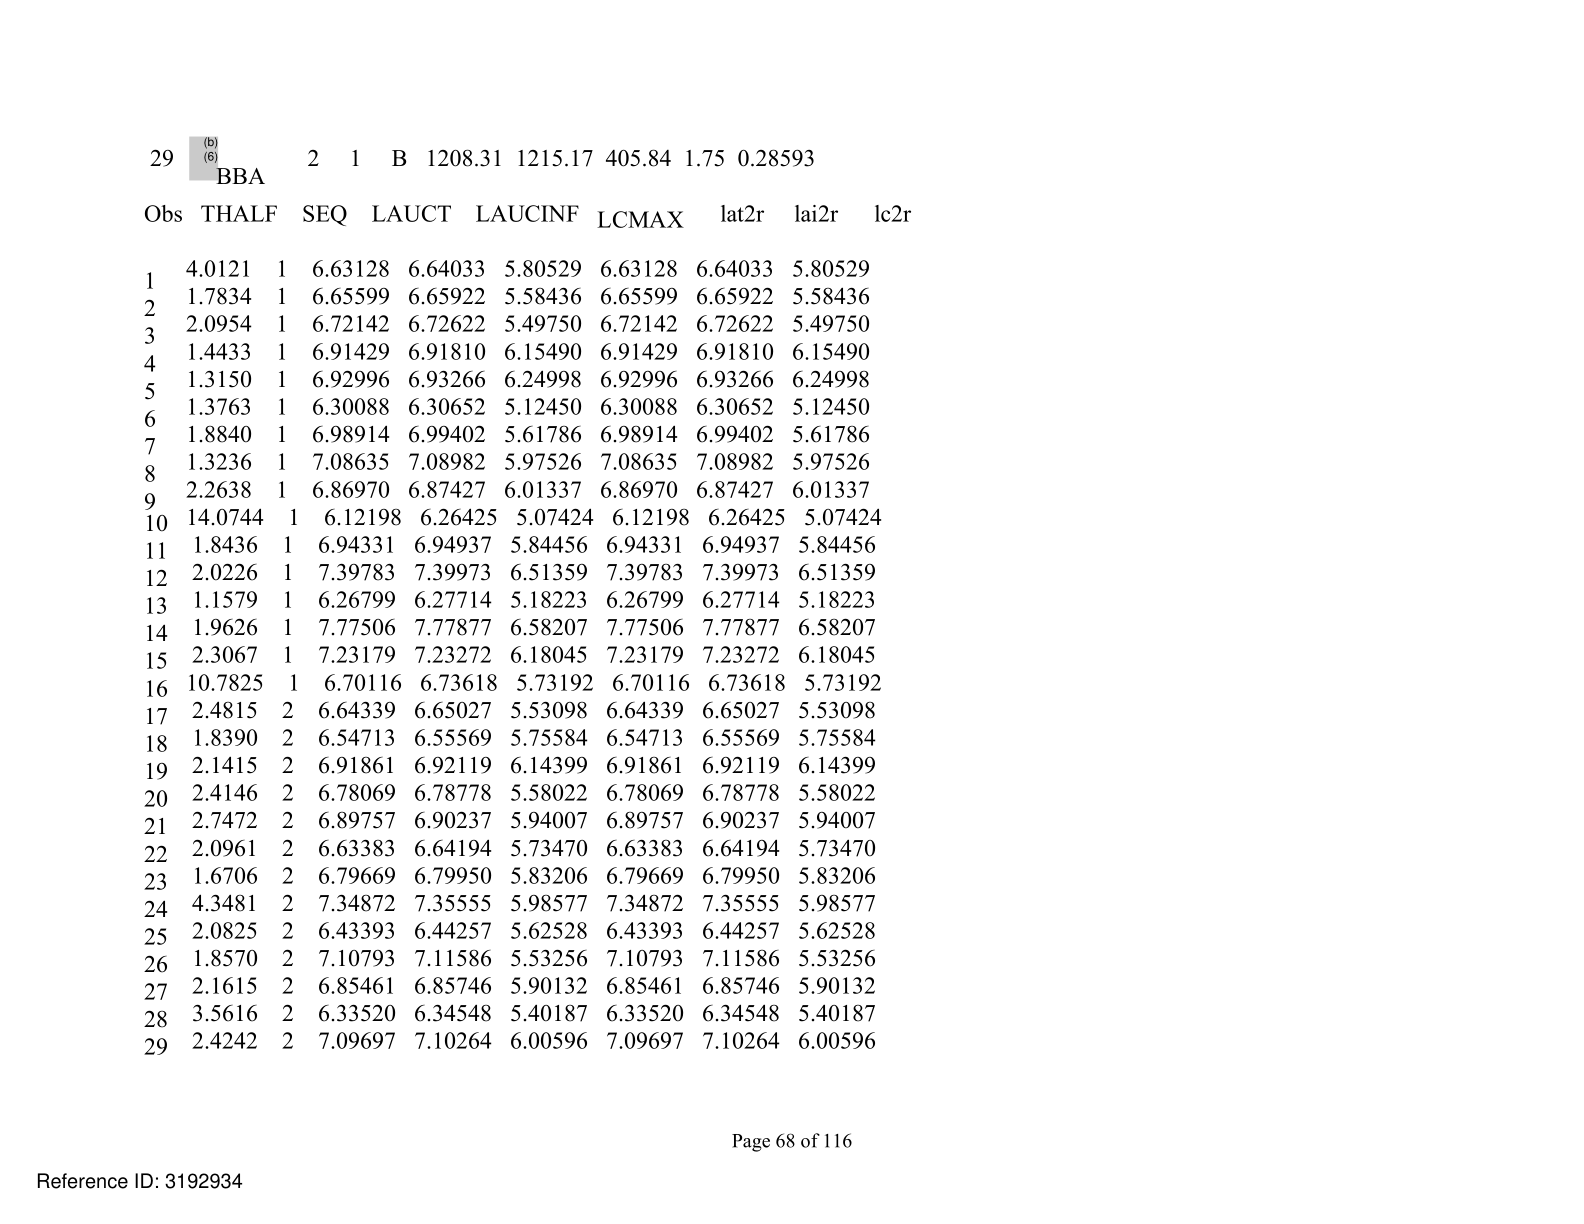 29 (b) (6) BBA 2 1 B 1208.31 1215.17 405.84 1.75 0.28593
Obs THALF SEQ LAUCT LAUCINF LCMAX lat2r lai2r lc2r
1 4.0121 1 6.63128 6.64033 5.80529 6.63128 6.64033 5.80529
2 1.7834 1 6.65599 6.65922 5.58436 6.65599 6.65922 5.58436
3 2.0954 1 6.72142 6.72622 5.49750 6.72142 6.72622 5.49750
4 1.4433 1 6.91429 6.91810 6.15490 6.91429 6.91810 6.15490
5 1.3150 1 6.92996 6.93266 6.24998 6.92996 6.93266 6.24998
6 1.3763 1 6.30088 6.30652 5.12450 6.30088 6.30652 5.12450
7 1.8840 1 6.98914 6.99402 5.61786 6.98914 6.99402 5.61786
8 1.3236 1 7.08635 7.08982 5.97526 7.08635 7.08982 5.97526
9 2.2638 1 6.86970 6.87427 6.01337 6.86970 6.87427 6.01337
10 14.0744 1 6.12198 6.26425 5.07424 6.12198 6.26425 5.07424
11 1.8436 1 6.94331 6.94937 5.84456 6.94331 6.94937 5.84456
12 2.0226 1 7.39783 7.39973 6.51359 7.39783 7.39973 6.51359
13 1.1579 1 6.26799 6.27714 5.18223 6.26799 6.27714 5.18223
14 1.9626 1 7.77506 7.77877 6.58207 7.77506 7.77877 6.58207
15 2.3067 1 7.23179 7.23272 6.18045 7.23179 7.23272 6.18045
16 10.7825 1 6.70116 6.73618 5.73192 6.70116 6.73618 5.73192
17 2.4815 2 6.64339 6.65027 5.53098 6.64339 6.65027 5.53098
18 1.8390 2 6.54713 6.55569 5.75584 6.54713 6.55569 5.75584
19 2.1415 2 6.91861 6.92119 6.14399 6.91861 6.92119 6.14399
20 2.4146 2 6.78069 6.78778 5.58022 6.78069 6.78778 5.58022
21 2.7472 2 6.89757 6.90237 5.94007 6.89757 6.90237 5.94007
22 2.0961 2 6.63383 6.64194 5.73470 6.63383 6.64194 5.73470
23 1.6706 2 6.79669 6.79950 5.83206 6.79669 6.79950 5.83206
24 4.3481 2 7.34872 7.35555 5.98577 7.34872 7.35555 5.98577
25 2.0825 2 6.43393 6.44257 5.62528 6.43393 6.44257 5.62528
26 1.8570 2 7.10793 7.11586 5.53256 7.10793 7.11586 5.53256
27 2.1615 2 6.85461 6.85746 5.90132 6.85461 6.85746 5.90132
28 3.5616 2 6.33520 6.34548 5.40187 6.33520 6.34548 5.40187
29 2.4242 2 7.09697 7.10264 6.00596 7.09697 7.10264 6.00596
Page 68 of 116
Reference ID: 3192934